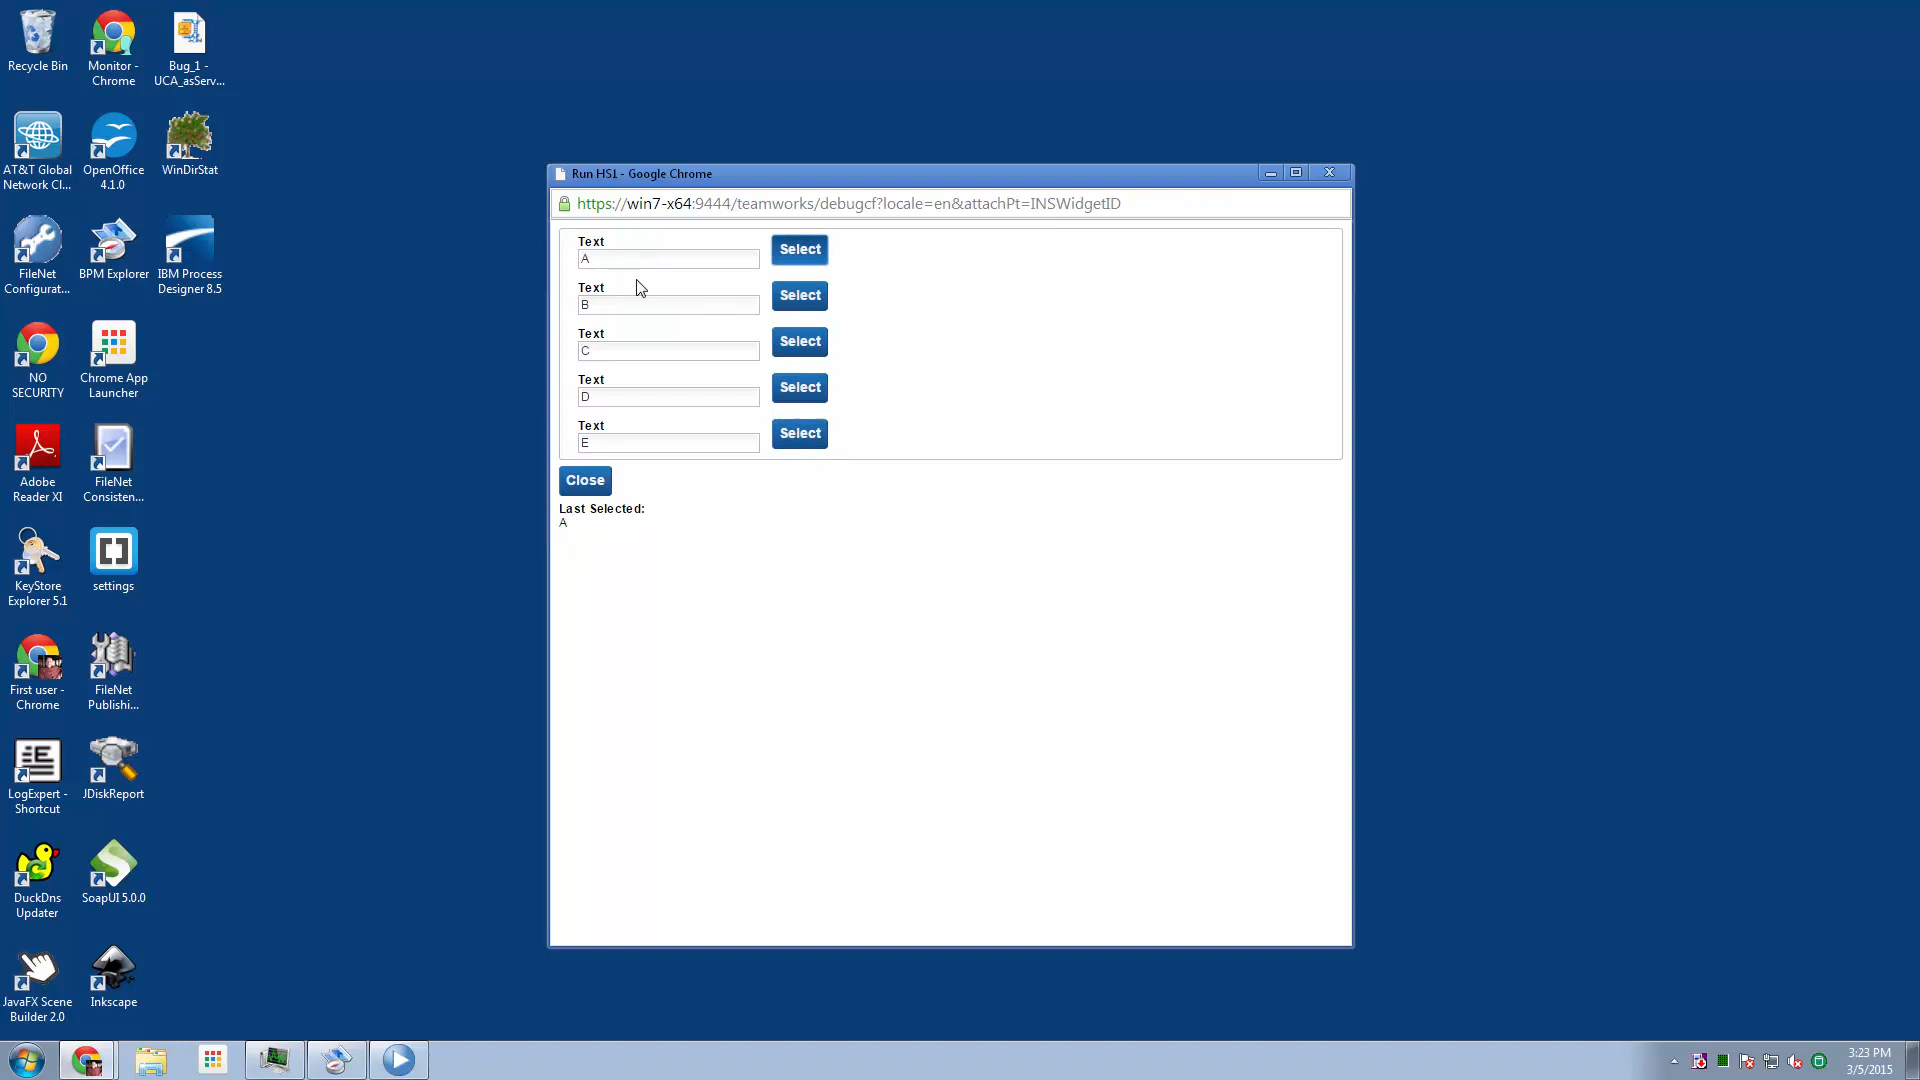 Recycle Bin
Monitor -
Chrome
Bug_1 -
UCA_asServ...
AT&T Global
Network Cl...
OpenOffice
4.1.0
WinDirStat
FileNet
Configurat...
BPM Explorer
IBM Process
Designer 8.5
NO
SECURITY
Chrome App
Launcher
Adobe
Reader XI
FileNet
Consisten...
KeyStore
Explorer 5.1
settings
First user -
Chrome
FileNet
Publishi...
LogExpert -
Shortcut
JDiskReport
DuckDns
Updater
SoapUI 5.0.0
JavaFX Scene
Builder 2.0
Inkscape
Run HS1 - Google Chrome
https://win7-x64:9444/teamworks/debugcf?locale=en&attachPt=INSWidgetID
Text
A
Select
Text
B
Select
Text
C
Select
Text
D
Select
Text
E
Select
Close
Last Selected:
A
3:23 PM
3/5/2015